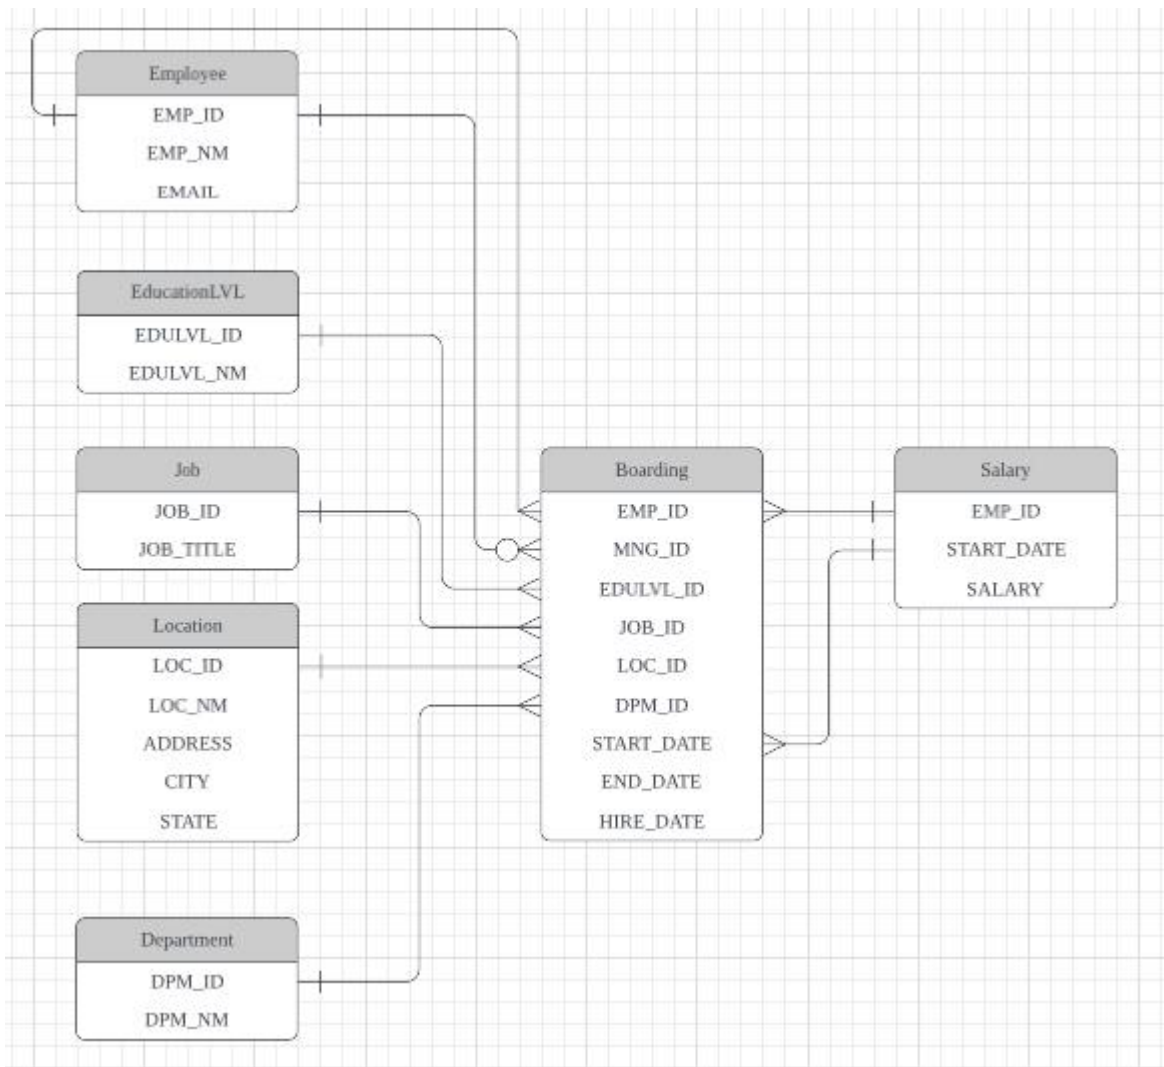 Employee
EMP_ID
EMP_NM
EMAIL
EducationLVL
EDULVL_ID
EDULVL_NM
Job
JOB_ID
JOB_TITLE
Location
LOC_ID
LOC_NM
ADDRESS
CITY
STATE
Department
DPM_ID
DPM_NM
Boarding
EMP_ID
MNG_ID
EDULVL_ID
JOB_ID
LOC_ID
DPM_ID
START_DATE
END_DATE
HIRE_DATE
Salary
EMP_ID
START_DATE
SALARY